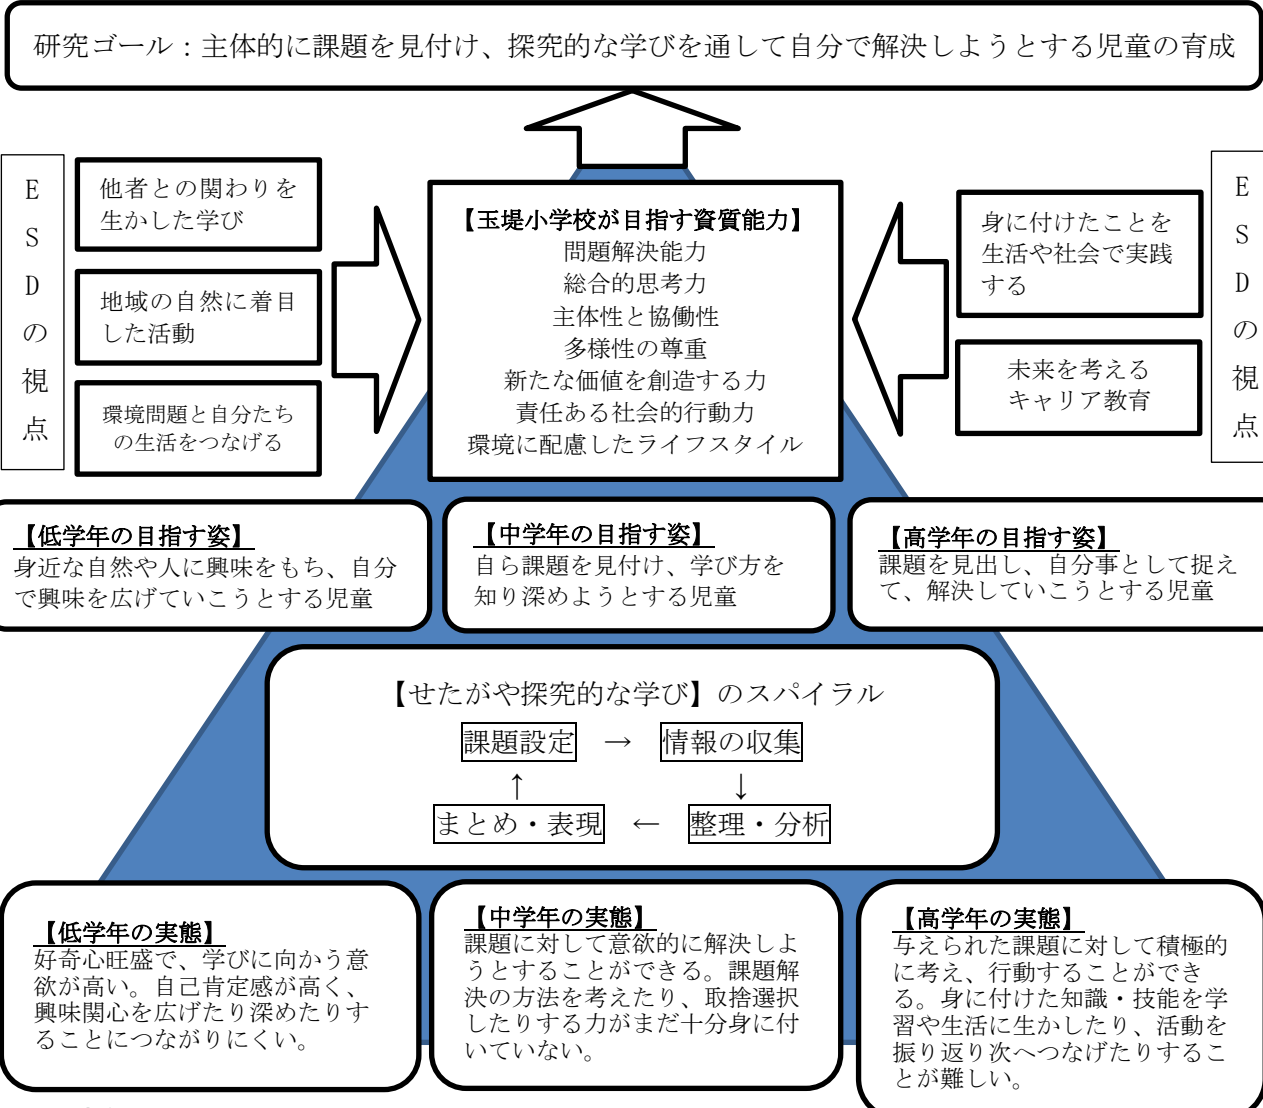 研究ゴール：主体的に課題を見付け、探究的な学びを通して自分で解決しようとする児童の育成
ESDの視点
他者との関わりを
生かした学び
地域の自然に着目
した活動
環境問題と自分たち
の生活をつなげる
【玉堤小学校が目指す資質能力】
問題解決能力
総合的思考力
主体性と協働性
多様性の尊重
新たな価値を創造する力
責任ある社会的行動力
環境に配慮したライフスタイル
身に付けたことを
生活や社会で実践
する
未来を考える
キャリア教育
ESDの視点
【低学年の目指す姿】
身近な自然や人に興味をもち、自分
で興味を広げていこうとする児童
【中学年の目指す姿】
自ら課題を見付け、学び方を
知り深めようとする児童
【高学年の目指す姿】
課題を見出し、自分事として捉え
て、解決していこうとする児童
【せたがや探究的な学び】のスパイラル
課題設定 → 情報の収集
↑ ↓
まとめ・表現 ← 整理・分析
【低学年の実態】
好奇心旺盛で、学びに向かう意
欲が高い。自己肯定感が高く、
興味関心を広げたり深めたりす
ることにつながりにくい。
【中学年の実態】
課題に対して意欲的に解決しよ
うとすることができる。課題解
決の方法を考えたり、取捨選択
したりする力がまだ十分身に付
いていない。
【高学年の実態】
与えられた課題に対して積極的
に考え、行動することができ
る。身に付けた知識・技能を学
習や生活に生かしたり、活動を
振り返り次へつなげたりするこ
とが難しい。